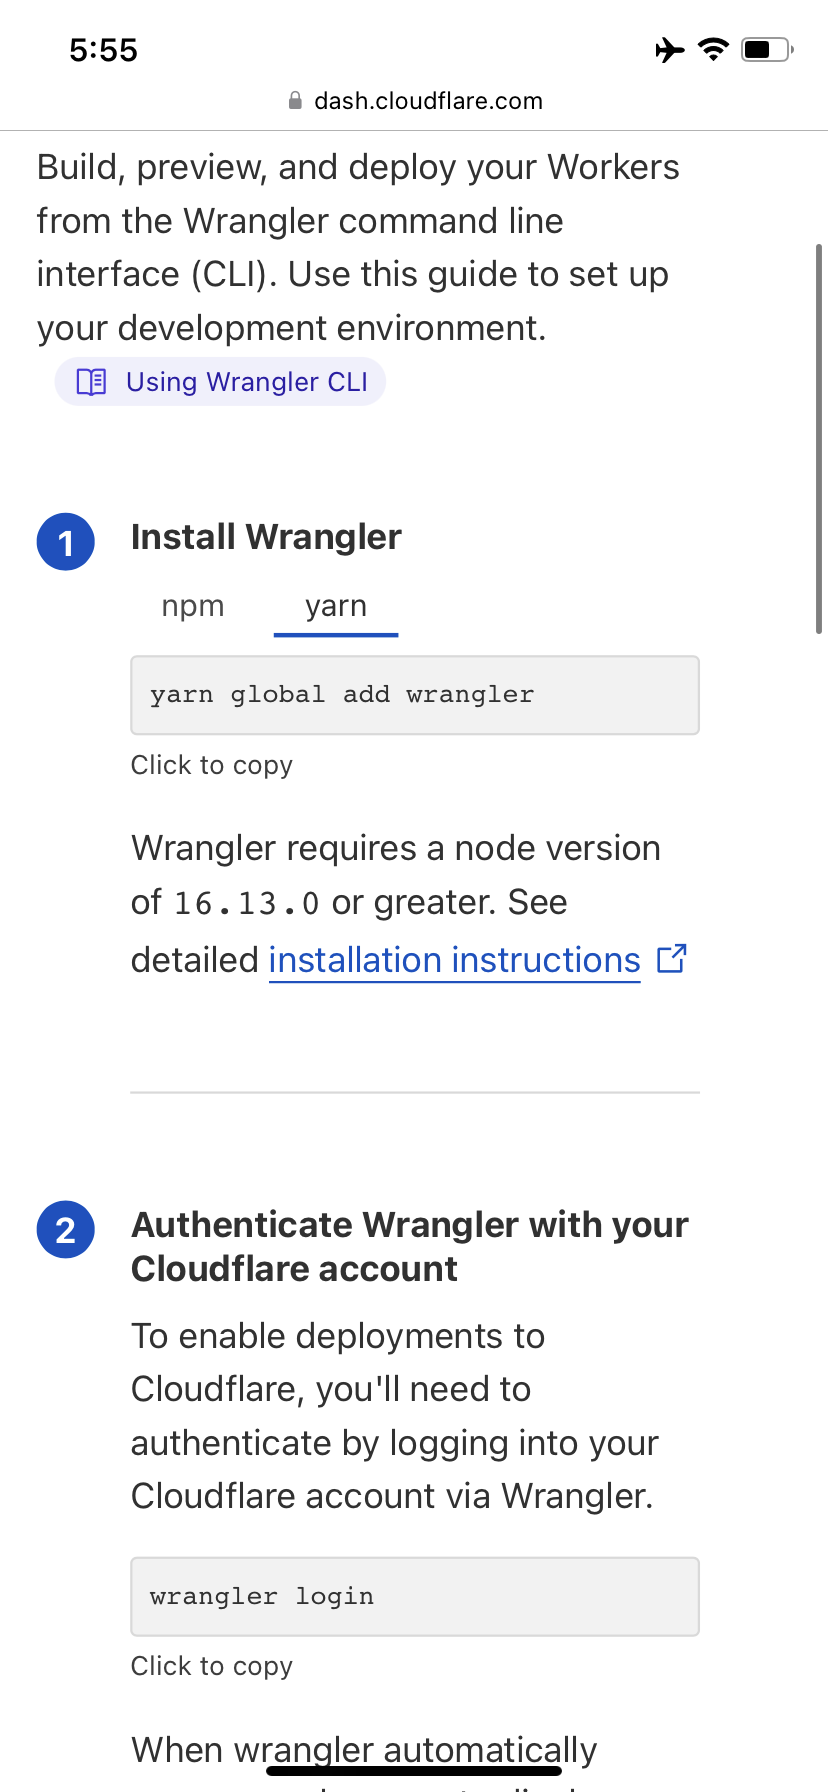 5:55
dash.cloudflare.com
Build, preview, and deploy your Workers
from the Wrangler command line
interface (CLI). Use this guide to set up
your development environment.
Using Wrangler CLI
1
Install Wrangler
npm yarn
yarn global add wrangler
Click to copy
Wrangler requires a node version
of 16.13.0 or greater. See
detailed installation instructions
2
Authenticate Wrangler with your
Cloudflare account
To enable deployments to
Cloudflare, you'll need to
authenticate by logging into your
Cloudflare account via Wrangler.
wrangler login
Click to copy
When wrangler automatically